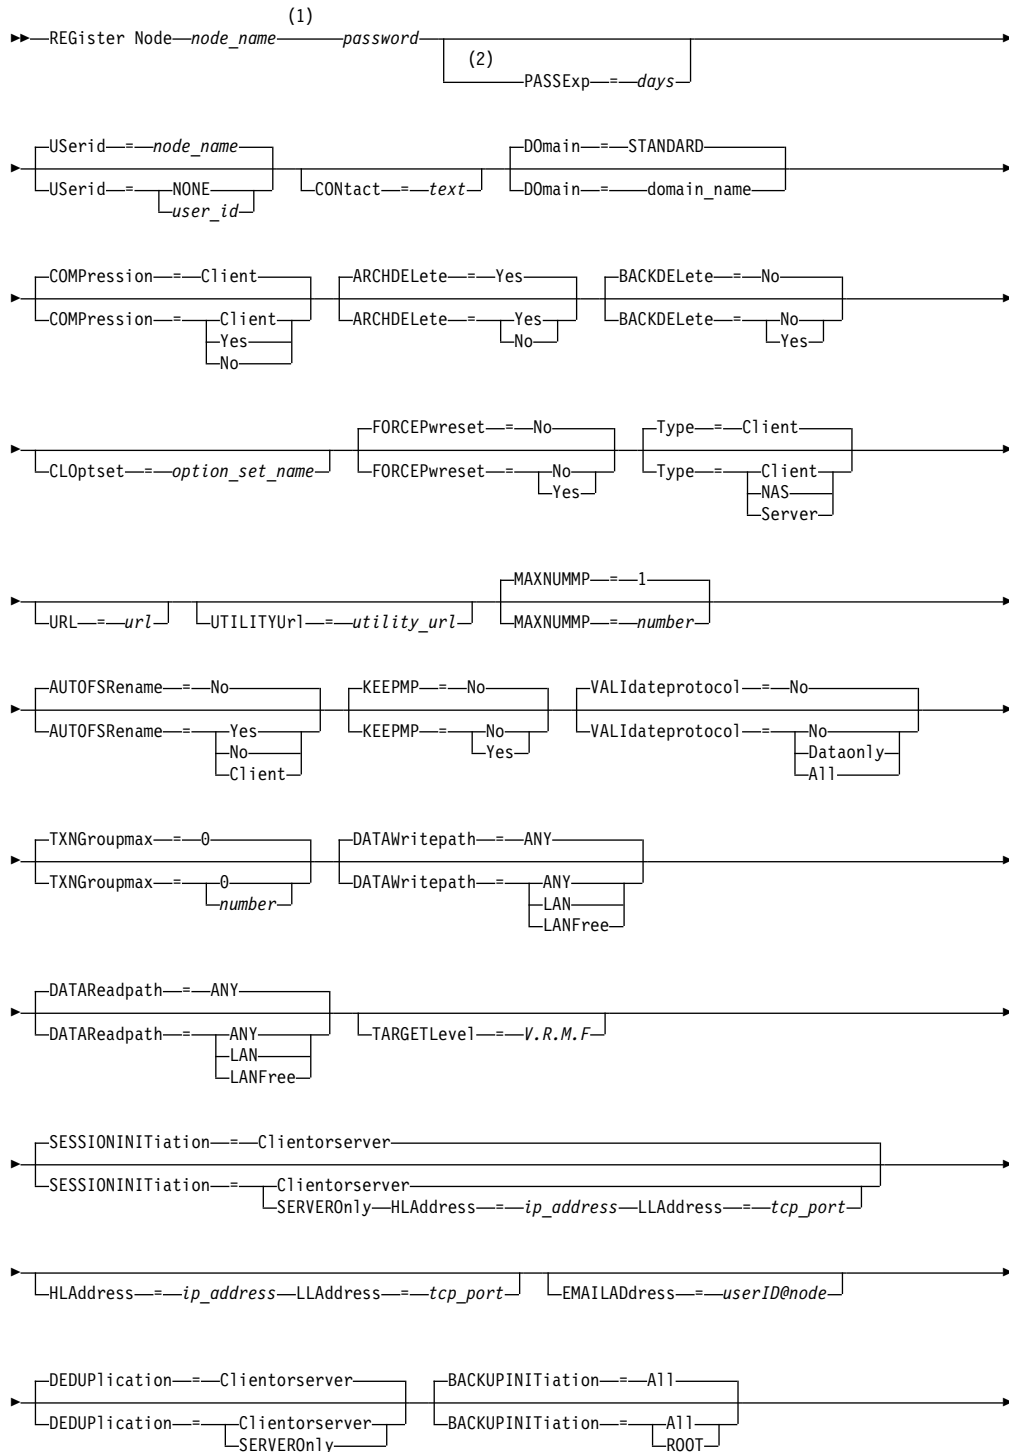 (1)
REGister Node node_name password
(2)
PASSExp = days
USerid = node_name DOmain = STANDARD
USerid = NONE CONtact = text DOmain = domain_name
user_id
COMPression = Client ARCHDELete = Yes BACKDELete = No
COMPression = Client ARCHDELete = Yes BACKDELete = No
Yes No Yes
No
FORCEPwreset = No Type = Client
CLOptset = option_set_name FORCEPwreset = No Type = Client
Yes NAS
Server
MAXNUMMP = 1
URL = url UTILITYUrl = utility_url MAXNUMMP = number
AUTOFSRename = No KEEPMP = No VALIdateprotocol = No
AUTOFSRename = Yes KEEPMP = No VALIdateprotocol = No
No Yes Dataonly
Client All
TXNGroupmax = 0 DATAWritepath = ANY
TXNGroupmax = 0 DATAWritepath = ANY
number LAN
LANFree
DATAReadpath = ANY
DATAReadpath = ANY TARGETLevel = V.R.M.F
LAN
LANFree
SESSIONINITiation = Clientorserver
SESSIONINITiation = Clientorserver
SERVEROnly HLAddress = ip_address LLAddress = tcp_port
HLAddress = ip_address LLAddress = tcp_port EMAILADdress = userID@node
DEDUPlication = Clientorserver BACKUPINITiation = All
DEDUPlication = Clientorserver BACKUPINITiation = All
SERVEROnly ROOT